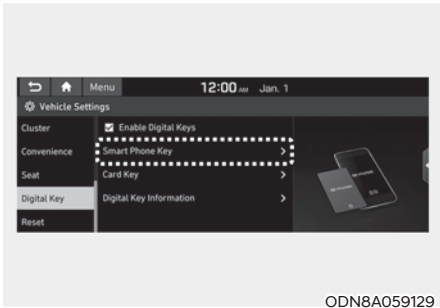 Menu
12:00 AM Jan. 1
Vehicle Settings
Cluster
Enable Digital Keys
Convenience
Smart Phone Key
Seat
Card Key
Digital Key
Digital Key Information
Reset
ODN8A059129